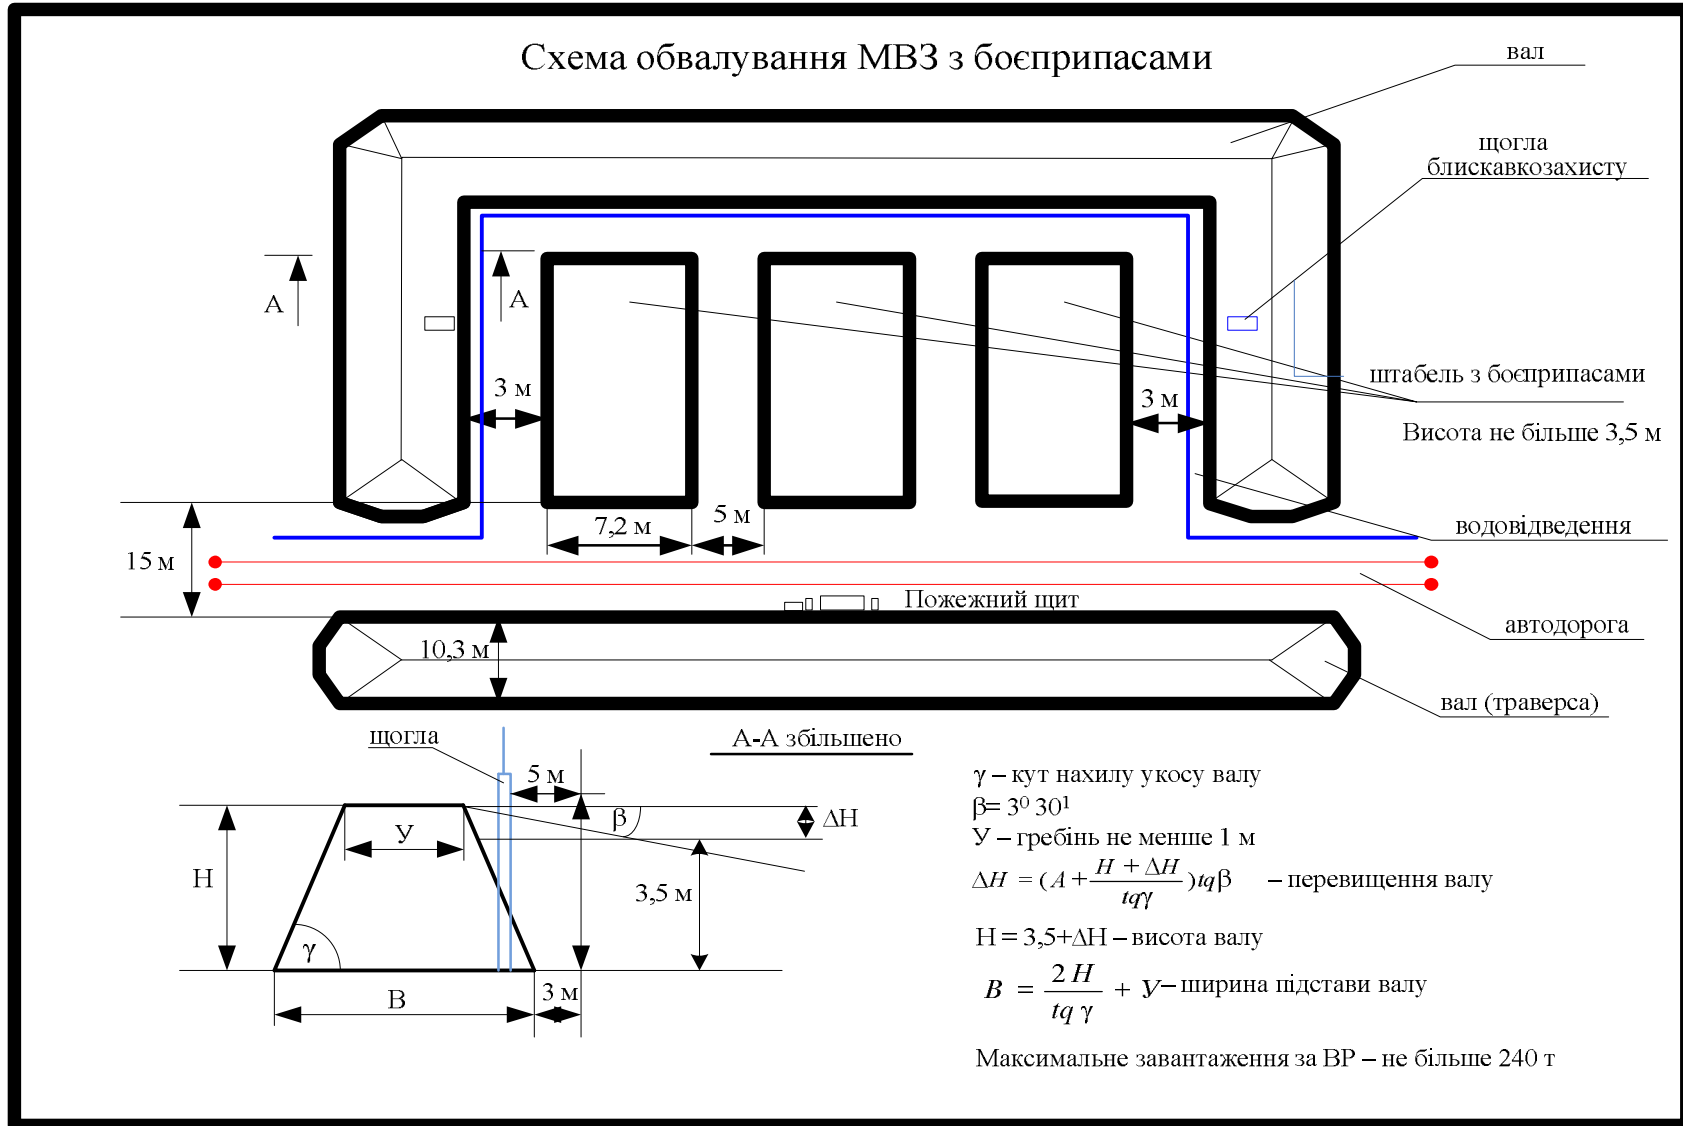 Схема обвалування МВЗ з боєприпасами
вал
щогла
блискавкозахисту
А
А
3 м
3 м
штабель з боєприпасами
Висота не більше 3,5 м
7,2 м
5 м
15 м
водовідведення
Пожежний щит
автодорога
10,3 м
вал (траверса)
щогла
А-А збільшено
5 м
β
ΔН
У
Н
3,5 м
γ
В
3 м
γ – кут нахилу укосу валу
β= 3⁰ 30¹
У – гребінь не менше 1 м
ΔH = (A + (H + ΔH) / tqγ) tqβ – перевищення валу
Н = 3,5+ΔН – висота валу
B = 2 H / tq γ + У – ширина підстави валу
Максимальне завантаження за ВР – не більше 240 т